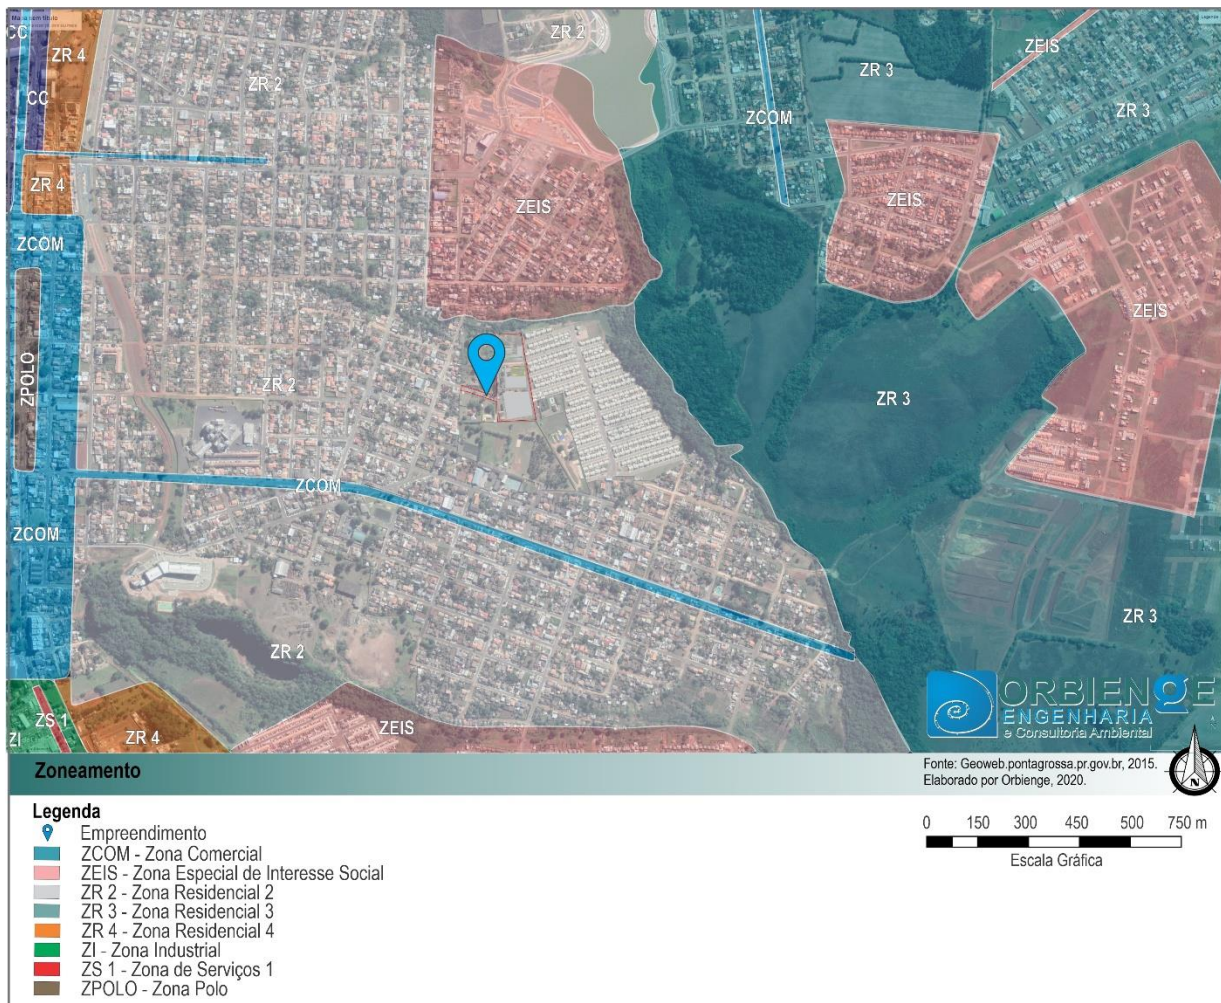 Mapa sem título
Legenda
CC
ZR 4
ZR 2
ZR 2
ZR 3
ZEIS
CC
ZCOM
ZR 3
ZR 4
ZEIS
ZEIS
ZCOM
ZEIS
ZPOLO
ZR 2
ZR 3
ZCOM
ZCOM
ZR 3
ZR 2
ZS 1
ZI
ZR 4
ZEIS
ORBIENGE
ENGENHARIA
e Consultoria Ambiental
Zoneamento
Fonte: Geoweb.pontagrossa.pr.gov.br, 2015.
Elaborado por Orbienge, 2020.
N
Legenda
Empreendimento
ZCOM - Zona Comercial
ZEIS - Zona Especial de Interesse Social
ZR 2 - Zona Residencial 2
ZR 3 - Zona Residencial 3
ZR 4 - Zona Residencial 4
ZI - Zona Industrial
ZS 1 - Zona de Serviços 1
ZPOLO - Zona Polo
0 150 300 450 500 750 m
Escala Gráfica